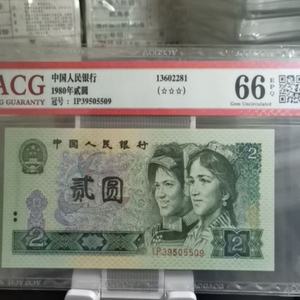 ACG
GUARANTY
中国人民银行
1980年贰圆
冠号：IP39505509
13602281
(☆☆☆)
66 EPQ
Gem Uncirculated
中国人民银行
2
贰圆
2
2
IP39505509